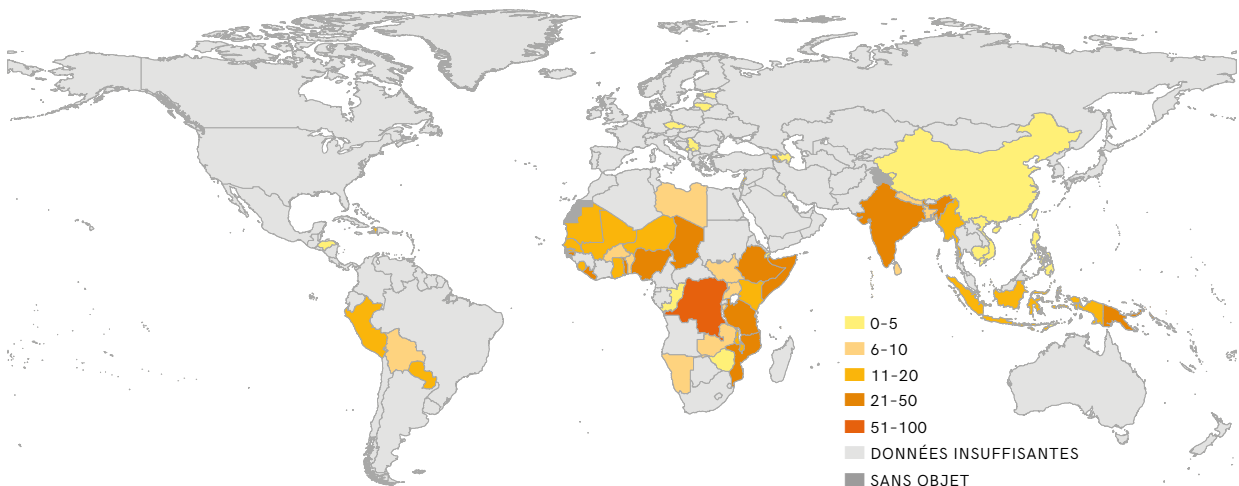 0-5
6-10
11-20
21-50
51-100
DONNÉES INSUFFISANTES
SANS OBJET